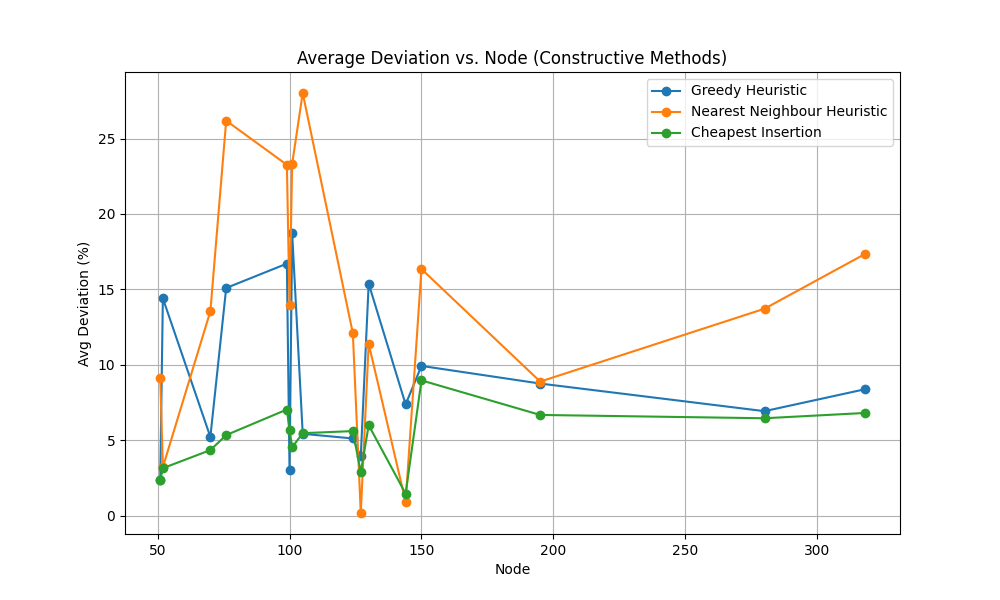 Average Deviation vs. Node (Constructive Methods)
Greedy Heuristic
Nearest Neighbour Heuristic
Cheapest Insertion
Avg Deviation (%)
25
20
15
10
5
0
50 100 150 200 250 300
Node